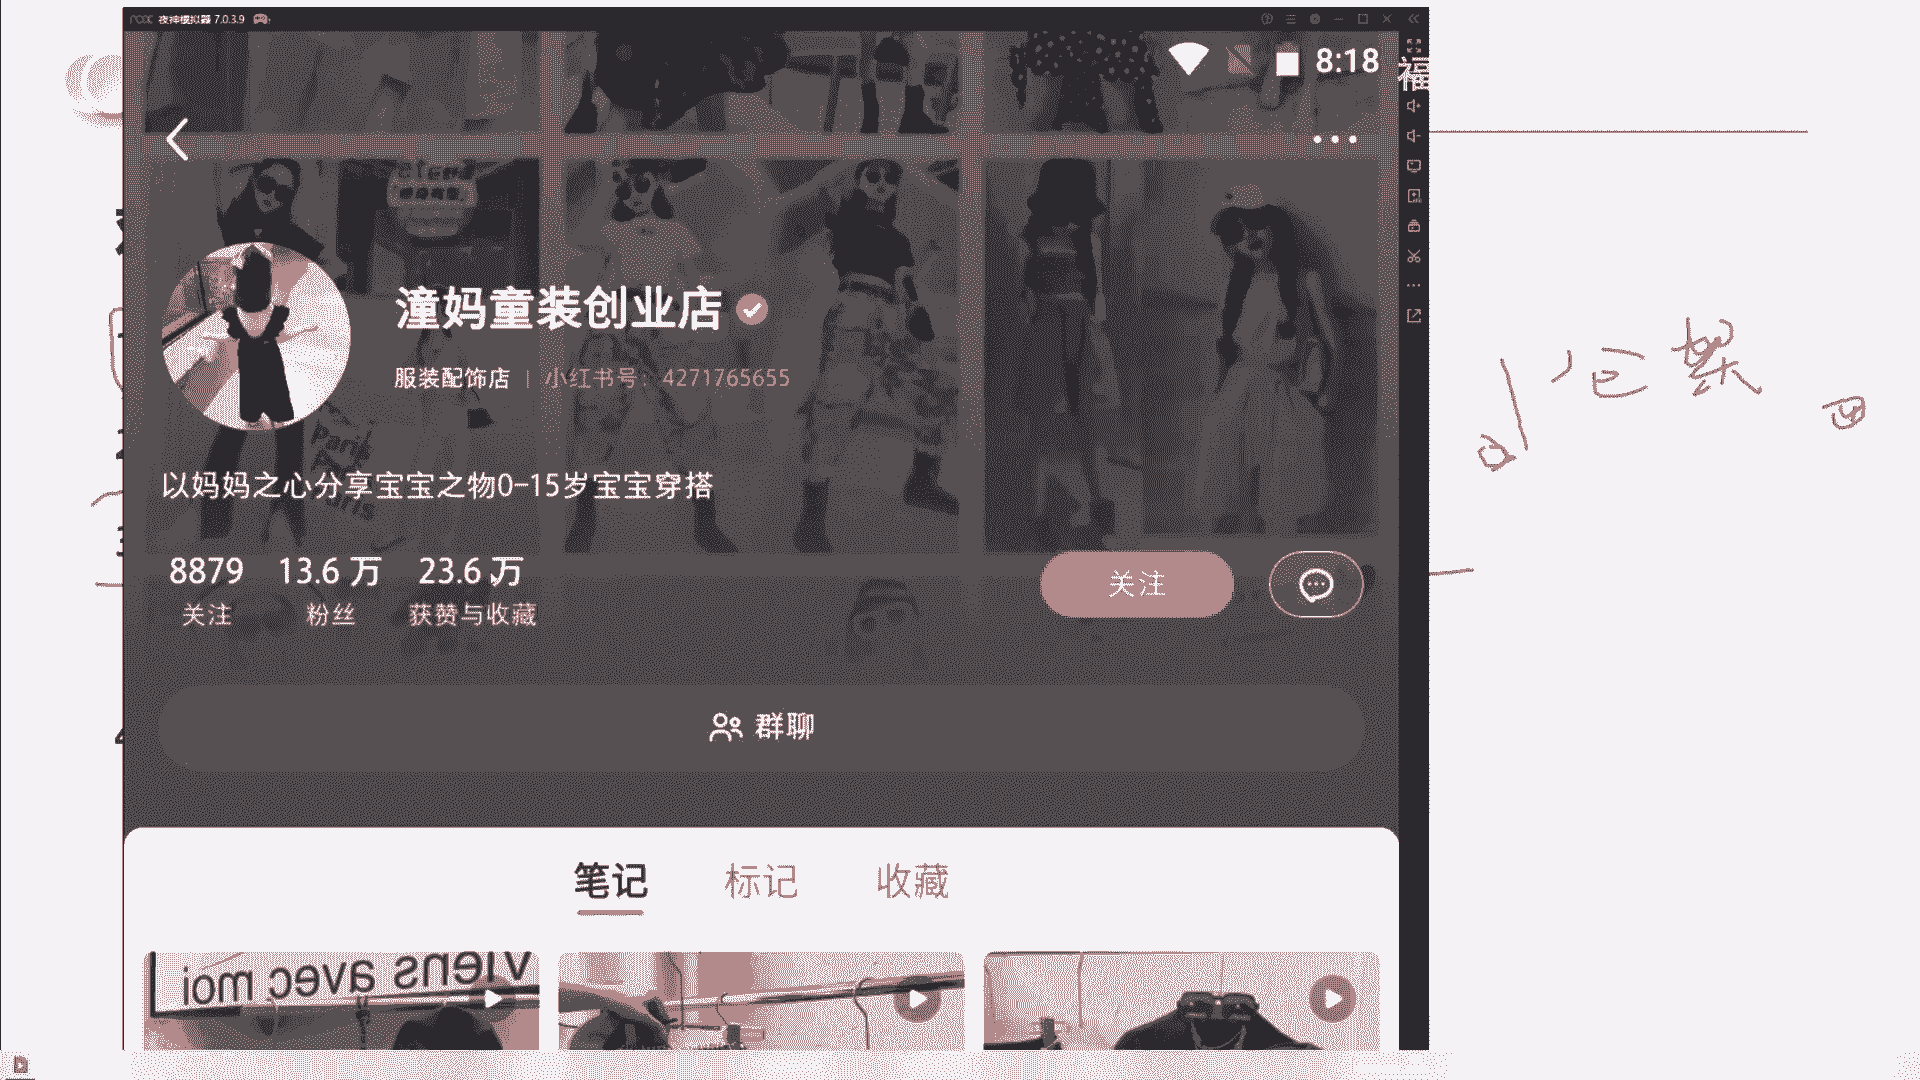 夜神模拟器 7.0.3.9
8:18
福
潼妈童装创业店
服装配饰店 | 小红书号: 4271765655
以妈妈之心分享宝宝之物0-15岁宝宝穿搭
8879 13.6 万 23.6 万
关注 粉丝 获赞与收藏
关注
群聊
笔记 标记 收藏
Viens avec moi